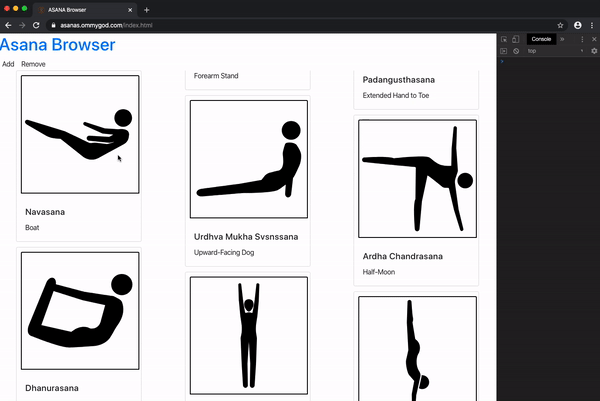 ASANA Browser
asanas.ommygod.com/index.html
Asana Browser
Add Remove
Console
top
Navasana
Boat
Dhanurasana
Forearm Stand
Urdhva Mukha Svsnssana
Upward-Facing Dog
Padangusthasana
Extended Hand to Toe
Ardha Chandrasana
Half-Moon